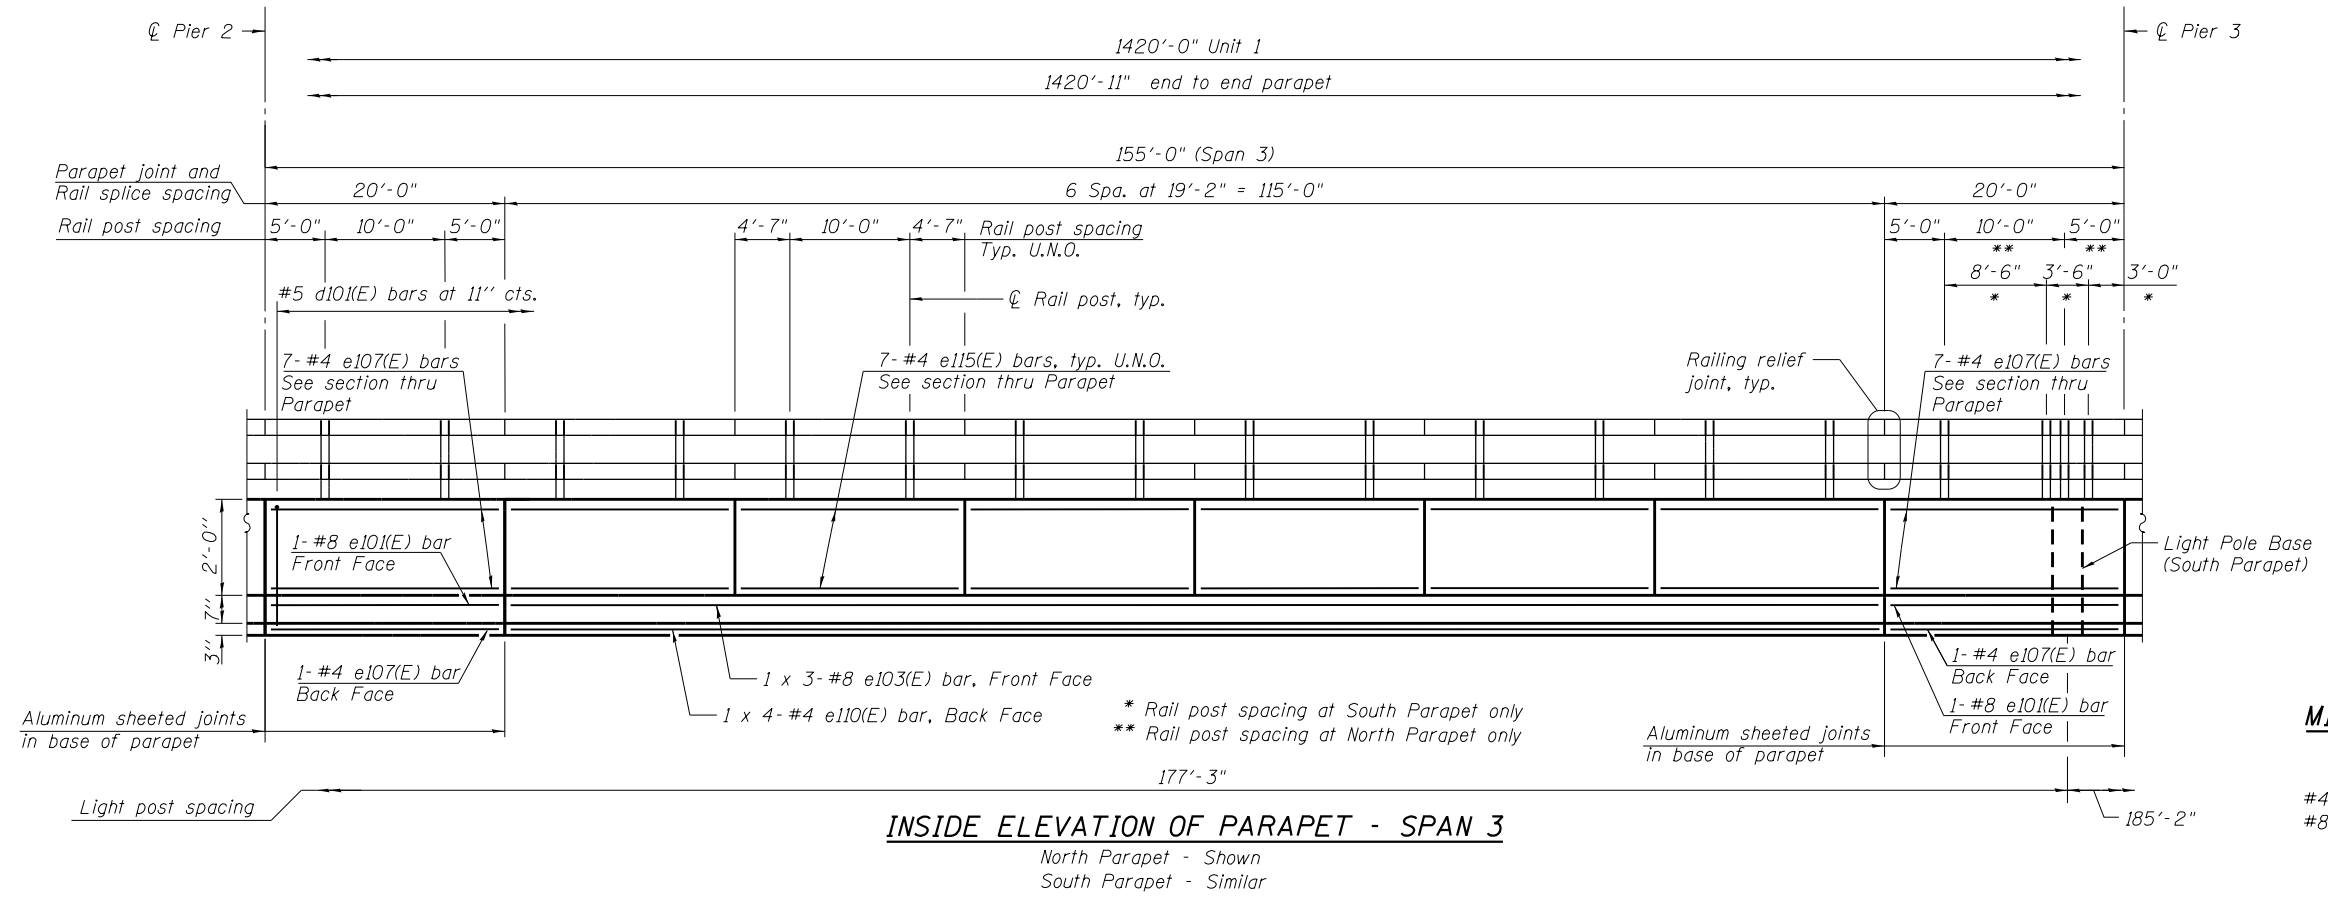 ℄ Pier 2
℄ Pier 3
1420'-0" Unit 1
1420'-11" end to end parapet
155'-0" (Span 3)
Parapet joint and
Rail splice spacing
20'-0"
6 Spa. at 19'-2" = 115'-0"
20'-0"
Rail post spacing
5'-0"
10'-0"
5'-0"
4'-7"
10'-0"
4'-7"
Rail post spacing
Typ. U.N.O.
5'-0"
10'-0"
**
5'-0"
**
8'-6"
*
3'-6"
*
3'-0"
*
#5 d101(E) bars at 11'' cts.
℄ Rail post, typ.
7-#4 e107(E) bars
See section thru
Parapet
7-#4 e115(E) bars, typ. U.N.O.
See section thru Parapet
Railing relief
joint, typ.
7-#4 e107(E) bars
See section thru
Parapet
2'-0''
7''
3''
1-#8 e101(E) bar
Front Face
Light Pole Base
(South Parapet)
1-#4 e107(E) bar
Back Face
1 x 3-#8 e103(E) bar, Front Face
1 x 4-#4 e110(E) bar, Back Face
* Rail post spacing at South Parapet only
** Rail post spacing at North Parapet only
1-#4 e107(E) bar
Back Face
1-#8 e101(E) bar
Front Face
Aluminum sheeted joints
in base of parapet
Aluminum sheeted joints
in base of parapet
177'-3"
Light post spacing
185'-2"
INSIDE ELEVATION OF PARAPET - SPAN 3
North Parapet - Shown
South Parapet - Similar
#4
#8